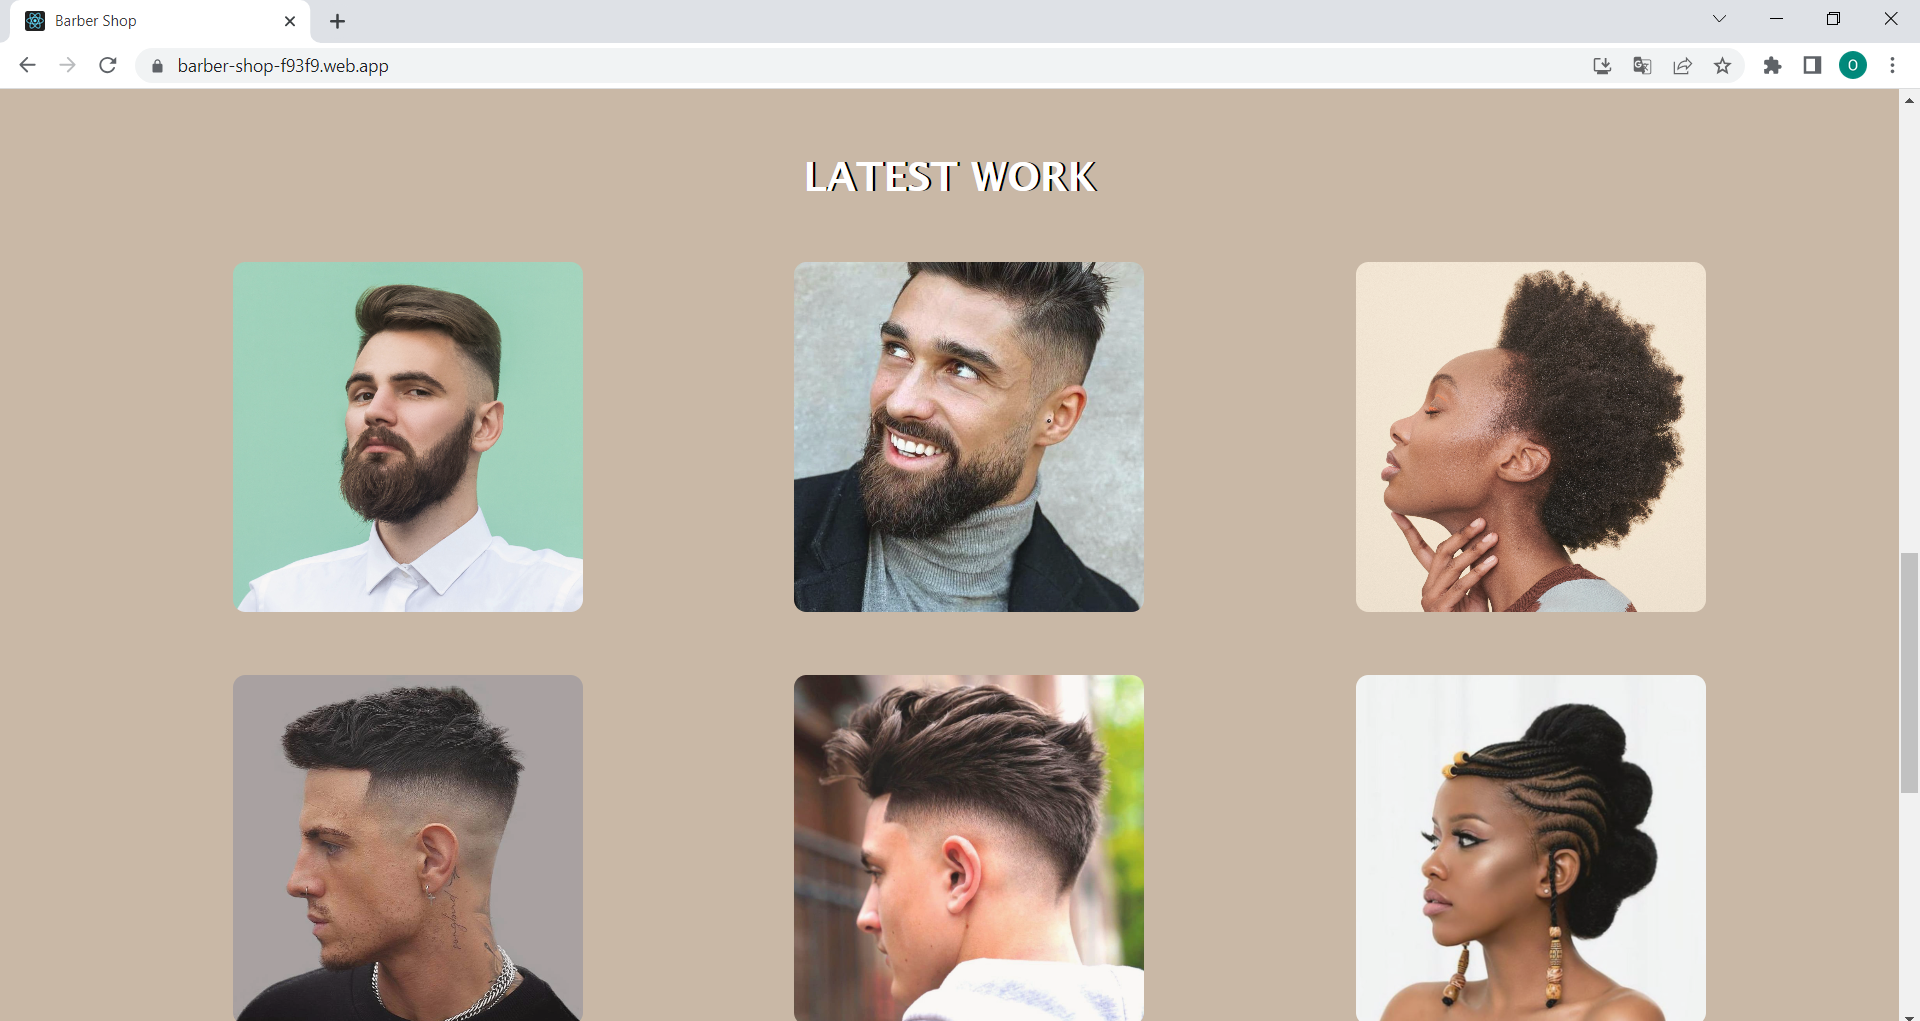 Barber Shop
barber-shop-f93f9.web.app
O
LATEST WORK